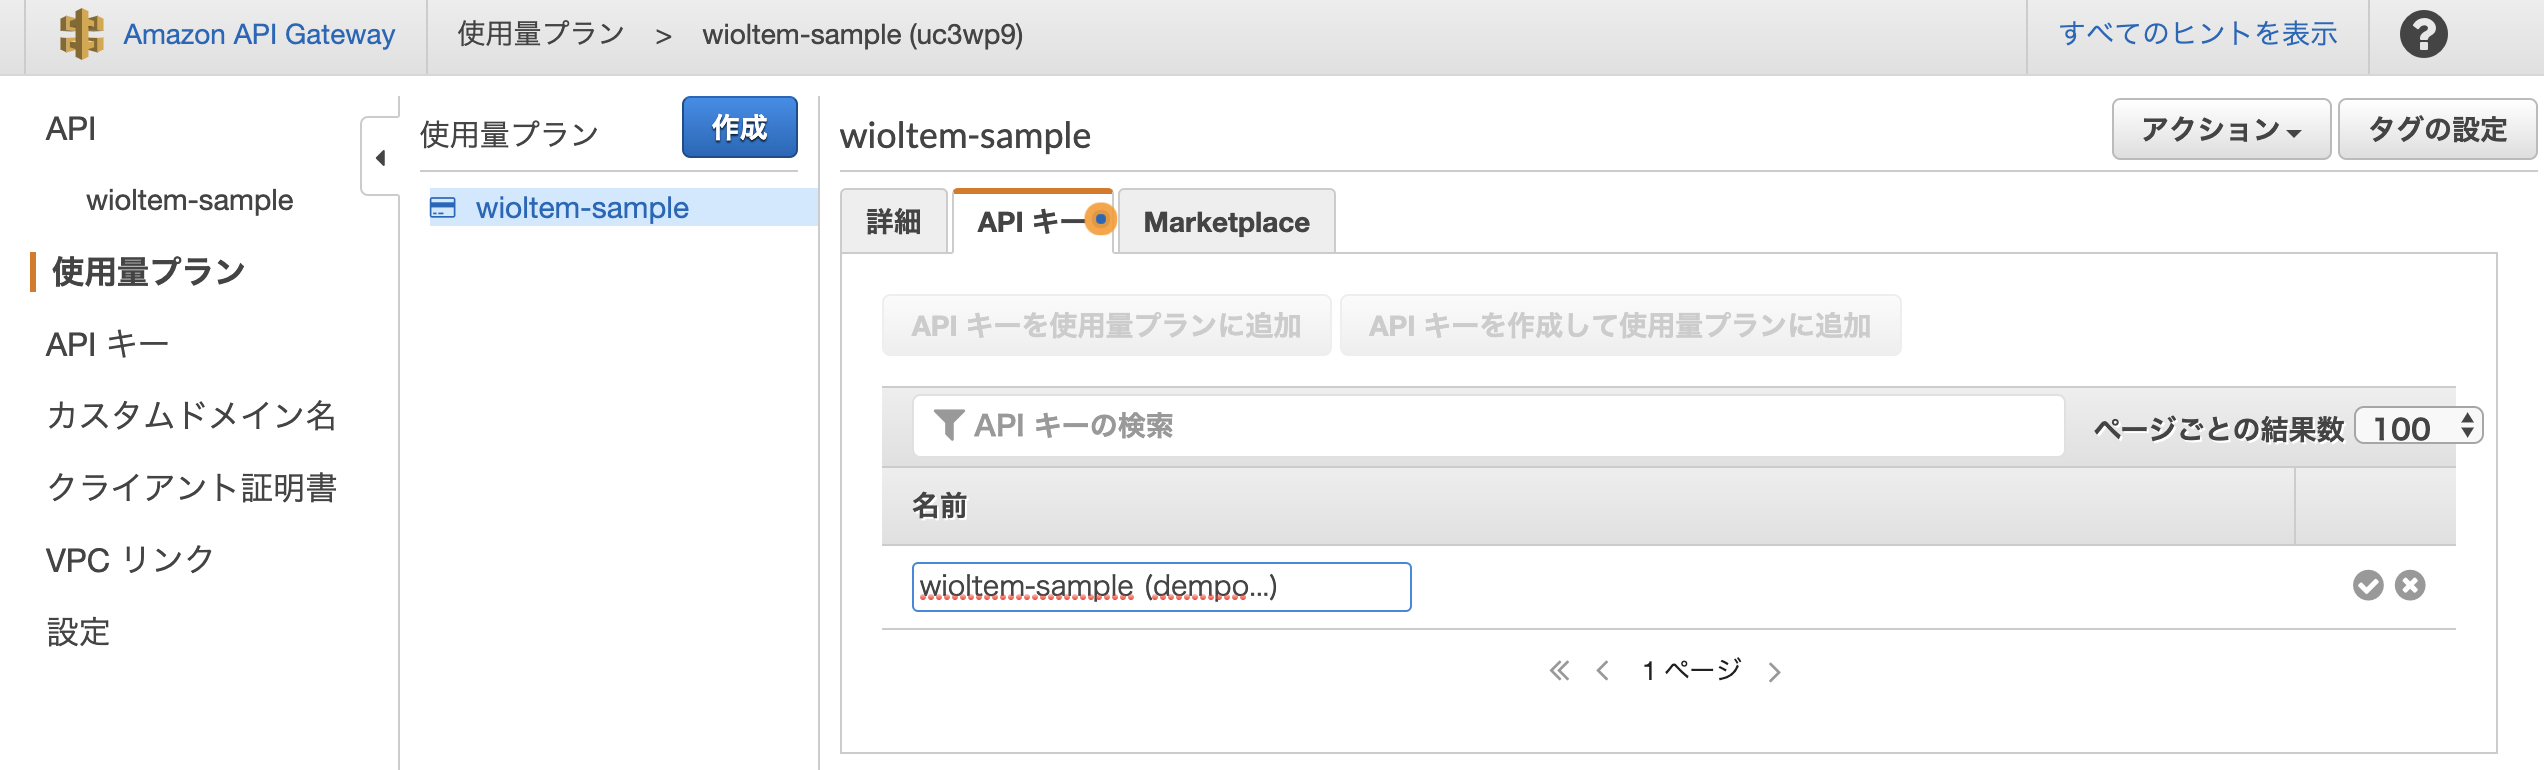 Amazon API Gateway
使用量プラン > wioltem-sample (uc3wp9)
すべてのヒントを表示
?
API
wioltem-sample
使用量プラン
API キー
カスタムドメイン名
クライアント証明書
VPC リンク
設定
使用量プラン
作成
wioltem-sample
wioltem-sample
アクション
タグの設定
詳細
API キー
Marketplace
API キーを使用量プランに追加
API キーを作成して使用量プランに追加
API キーの検索
ページごとの結果数 100
名前
wioltem-sample (dempo...)
« < 1 ページ >